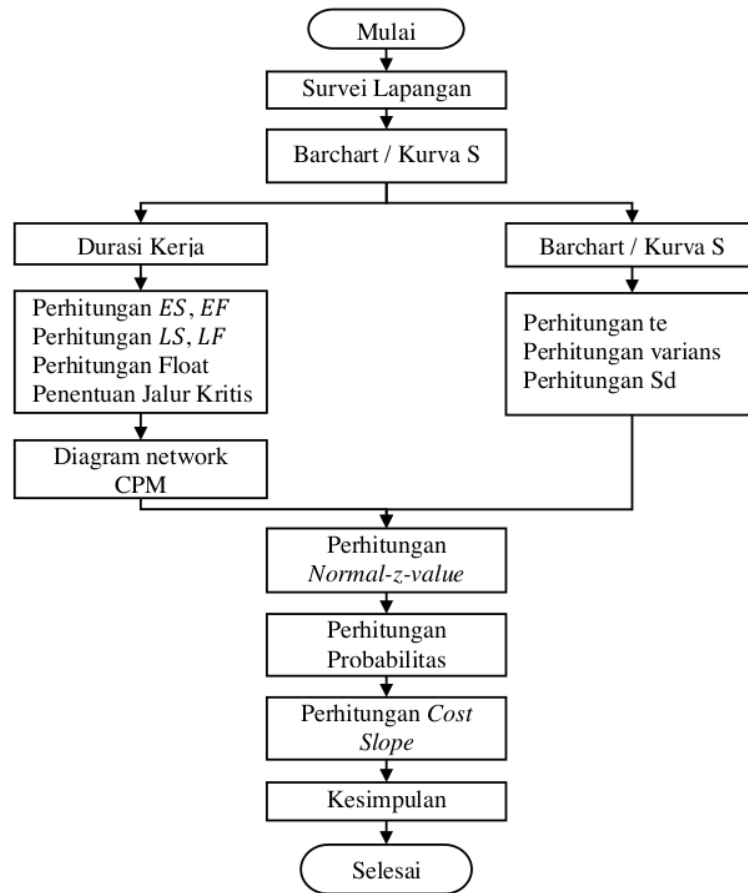 Mulai
Survei Lapangan
Barchart / Kurva S
Durasi Kerja
Perhitungan ES, EF
Perhitungan LS, LF
Perhitungan Float
Penentuan Jalur Kritis
Diagram network
CPM
Barchart / Kurva S
Perhitungan te
Perhitungan varians
Perhitungan Sd
Perhitungan
Normal-z-value
Perhitungan
Probabilitas
Perhitungan Cost
Slope
Kesimpulan
Selesai